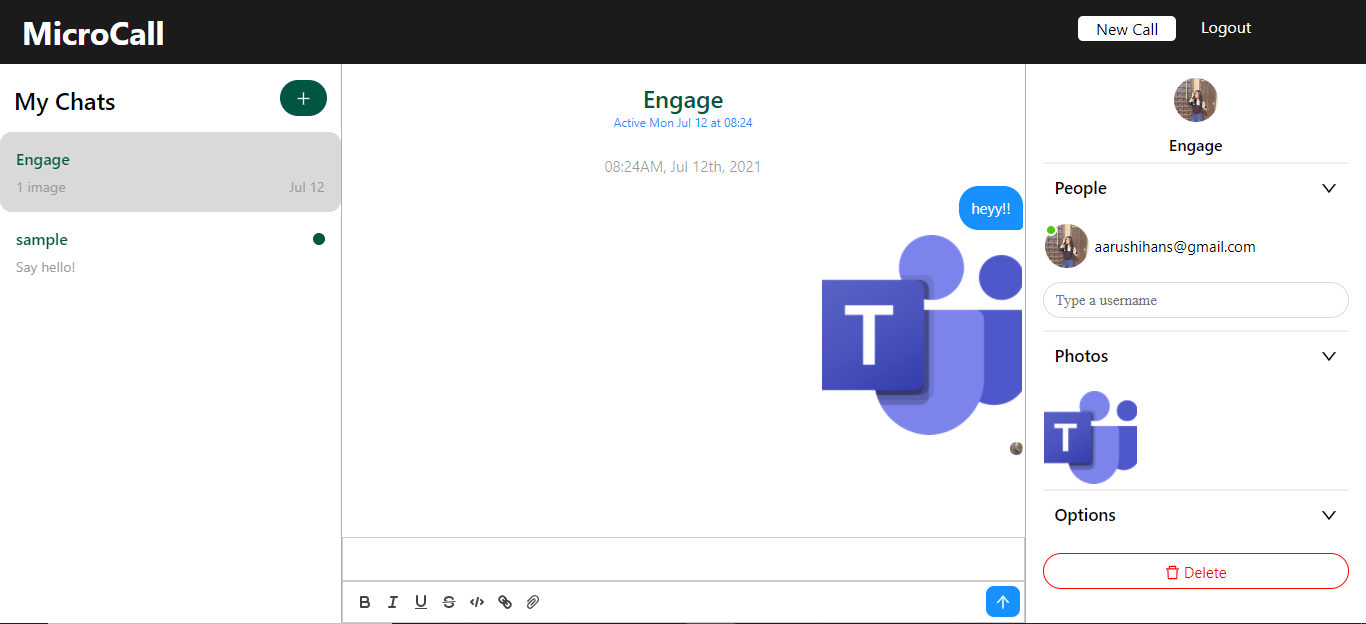 MicroCall
New Call
Logout
My Chats
+
Engage
1 image
Jul 12
sample
Say hello!
Engage
Active Mon Jul 12 at 08:24
08:24AM, Jul 12th, 2021
heyy!!
T
B I U S </>
Engage
People
aarushihans@gmail.com
Type a username
Photos
T
Options
Delete